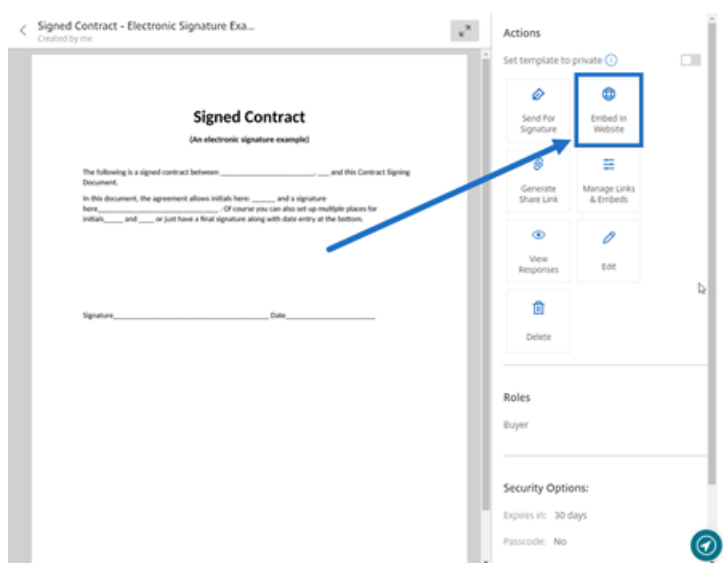 Signed Contract - Electronic Signature Exa...
Created by me
Signed Contract
(An electronic signature example)
The following is a signed contract between ____________________, ___ and this Contract Signing
Document.
In this document, the agreement allows initials here: ______ and a signature
here__________________________. Of course you can also set up multiple places for
initials_____ and ____ or just have a final signature along with date entry at the bottom.
Signature__________________________________ Date____________________
Actions
Set template to private
Send For
Signature
Embed In
Website
Generate
Share Link
Manage Links
& Embeds
View
Responses
Edit
Delete
Roles
Buyer
Security Options:
Expires in: 30 days
Passcode: No